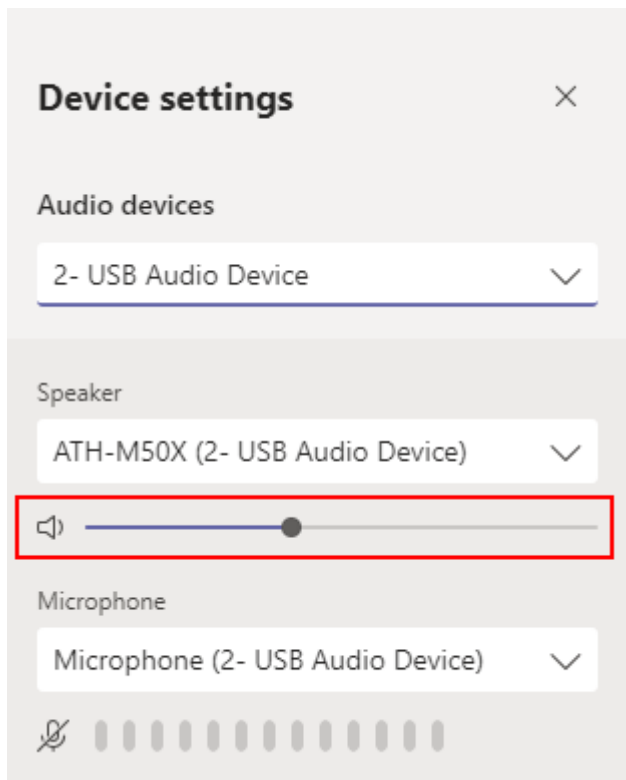 Device settings
Audio devices
2- USB Audio Device
Speaker
ATH-M50X (2- USB Audio Device)
Microphone
Microphone (2- USB Audio Device)